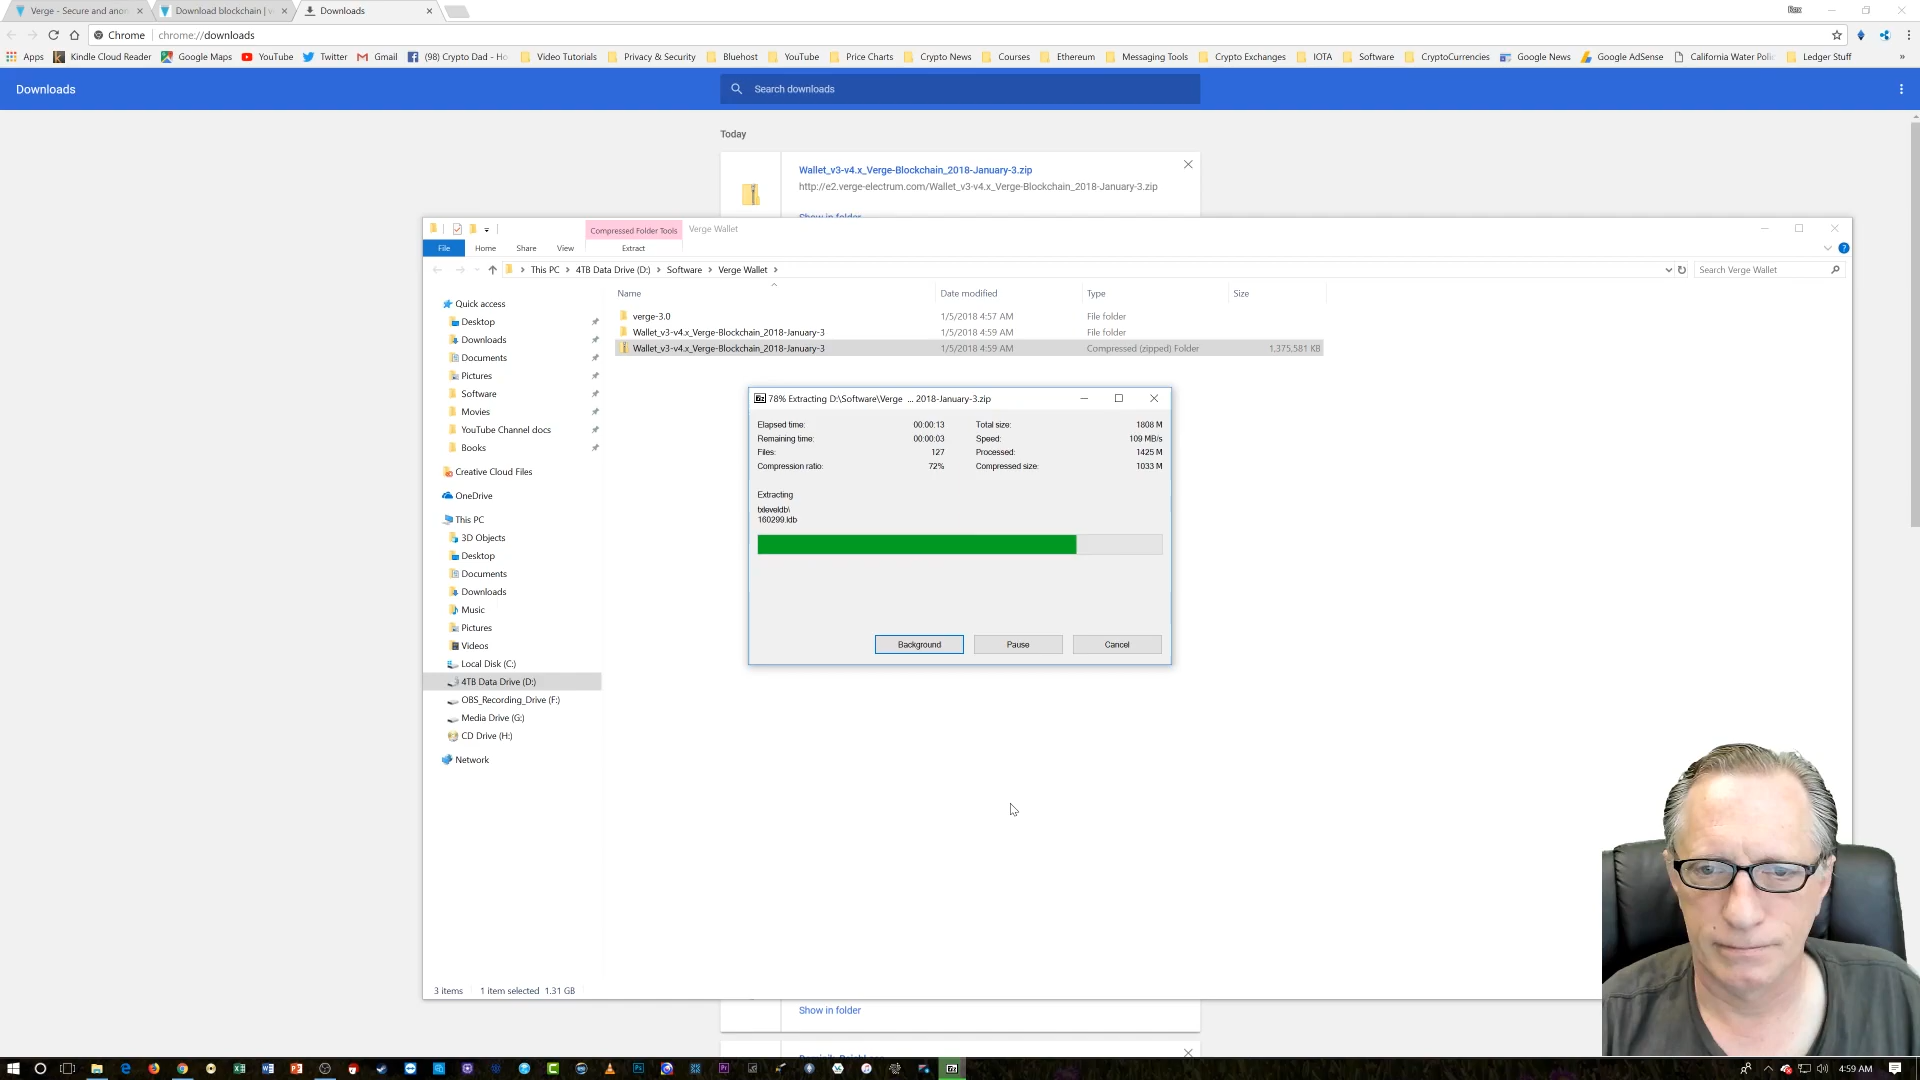 Verge - Secure and anon
Download blockchain | v
Downloads
Chrome
chrome://downloads
Apps
Kindle Cloud Reader
Google Maps
YouTube
Twitter
Gmail
(98) Crypto Dad - Ho
Video Tutorials
Privacy & Security
Bluehost
YouTube
Price Charts
Crypto News
Courses
Ethereum
Messaging Tools
Crypto Exchanges
IOTA
Software
CryptoCurrencies
Google News
Google AdSense
California Water Poli
Ledger Stuff
»
Downloads
Search downloads
Today
Wallet_v3-v4.x_Verge-Blockchain_2018-January-3.zip
http://e2.verge-electrum.com/Wallet_v3-v4.x_Verge-Blockchain_2018-January-3.zip
Show in folder
Compressed Folder Tools
Verge Wallet
File
Home
Share
View
Extract
This PC > 4TB Data Drive (D:) > Software > Verge Wallet >
Search Verge Wallet
Name
Date modified
Type
Size
verge-3.0
1/5/2018 4:57 AM
File folder
Wallet_v3-v4.x_Verge-Blockchain_2018-January-3
1/5/2018 4:59 AM
File folder
Wallet_v3-v4.x_Verge-Blockchain_2018-January-3
1/5/2018 4:59 AM
Compressed (zipped) Folder
1,375,581 KB
Quick access
Desktop
Downloads
Documents
Pictures
Software
Movies
YouTube Channel docs
Books
Creative Cloud Files
OneDrive
This PC
3D Objects
Desktop
Documents
Downloads
Music
Pictures
Videos
Local Disk (C:)
4TB Data Drive (D:)
OBS_Recording_Drive (F:)
Media Drive (G:)
CD Drive (H:)
Network
78% Extracting D:\Software\Verge ... 2018-January-3.zip
Elapsed time: 00:00:13
Total size: 1808 M
Remaining time: 00:00:03
Speed: 109 MB/s
Files: 127
Processed: 1425 M
Compression ratio: 72%
Compressed size: 1033 M
Extracting
txleveldb\
160299.ldb
Background
Pause
Cancel
3 items
1 item selected 1.31 GB
Show in folder
4:59 AM